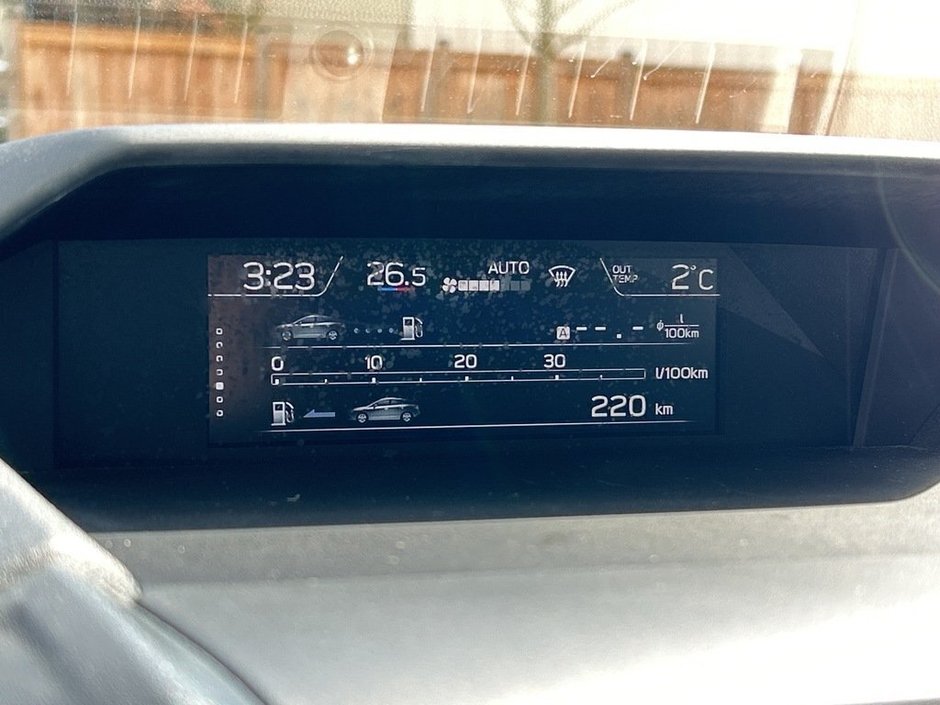 3:23 26.5 AUTO OUT TEMP 2°C
A --.- ϕ l/100km
0 10 20 30
l/100km
220 km